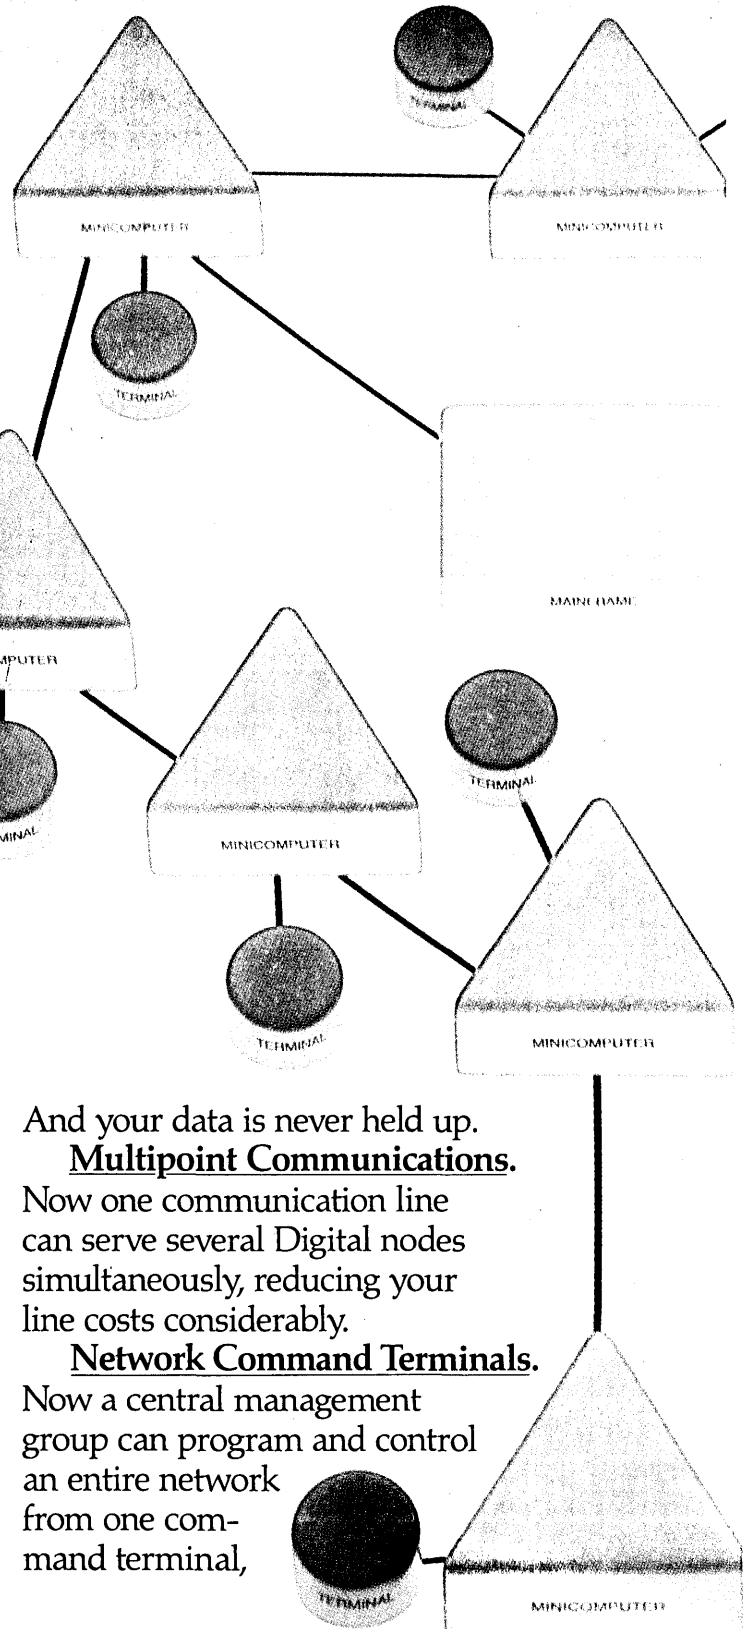 TERMINAL
MINICOMPUTER
MINICOMPUTER
TERMINAL
MAINFRAME
MPUTER
TERMINAL
MINAL
MINICOMPUTER
TERMINAL
MINICOMPUTER
And your data is never held up.
Multipoint Communications.
Now one communication line
can serve several Digital nodes
simultaneously, reducing your
line costs considerably.
Network Command Terminals.
Now a central management
group can program and control
an entire network
from one com-
mand terminal,
TERMINAL
MINICOMPUTER